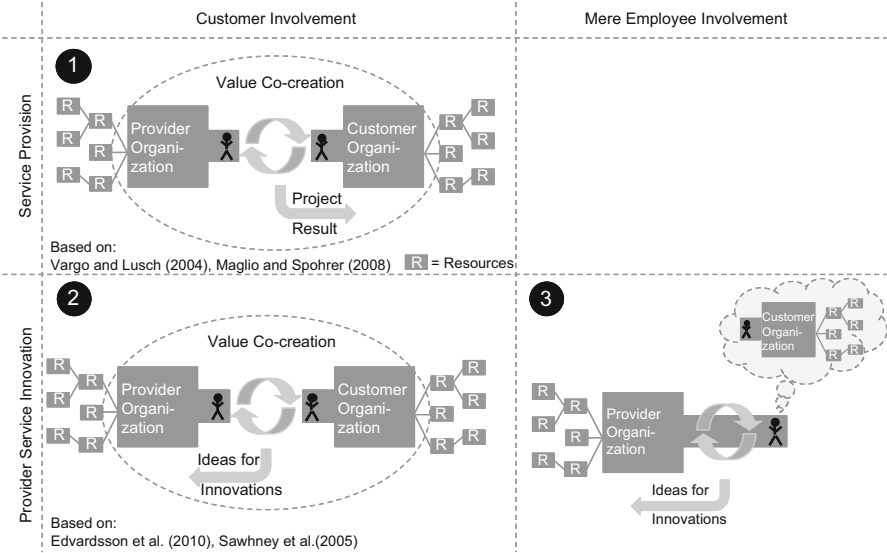 Customer Involvement
Mere Employee Involvement
Service Provision
1
Value Co-creation
R
R
R
R
R
R
Provider
Organi-
zation
Customer
Organi-
zation
R
R
R
R
R
R
Project
Result
Based on:
Vargo and Lusch (2004), Maglio and Spohrer (2008)
R = Resources
Provider Service Innovation
2
Value Co-creation
R
R
R
R
R
R
Provider
Organi-
zation
Customer
Organi-
zation
R
R
R
R
R
R
Ideas for
Innovations
Based on:
Edvardsson et al. (2010), Sawhney et al.(2005)
3
Customer
Organi-
zation
R
R
R
R
R
R
R
R
R
R
R
R
Provider
Organi-
zation
Ideas for
Innovations